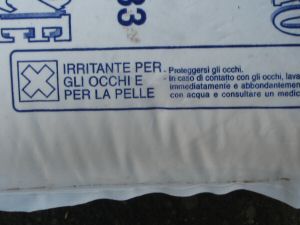 33
IRRITANTE PER
GLI OCCHI E
PER LA PELLE
Proteggersi gli occhi.
- In caso di contatto con gli occhi, lava
immediatamente e abbondantemen
con acqua e consultare un medic